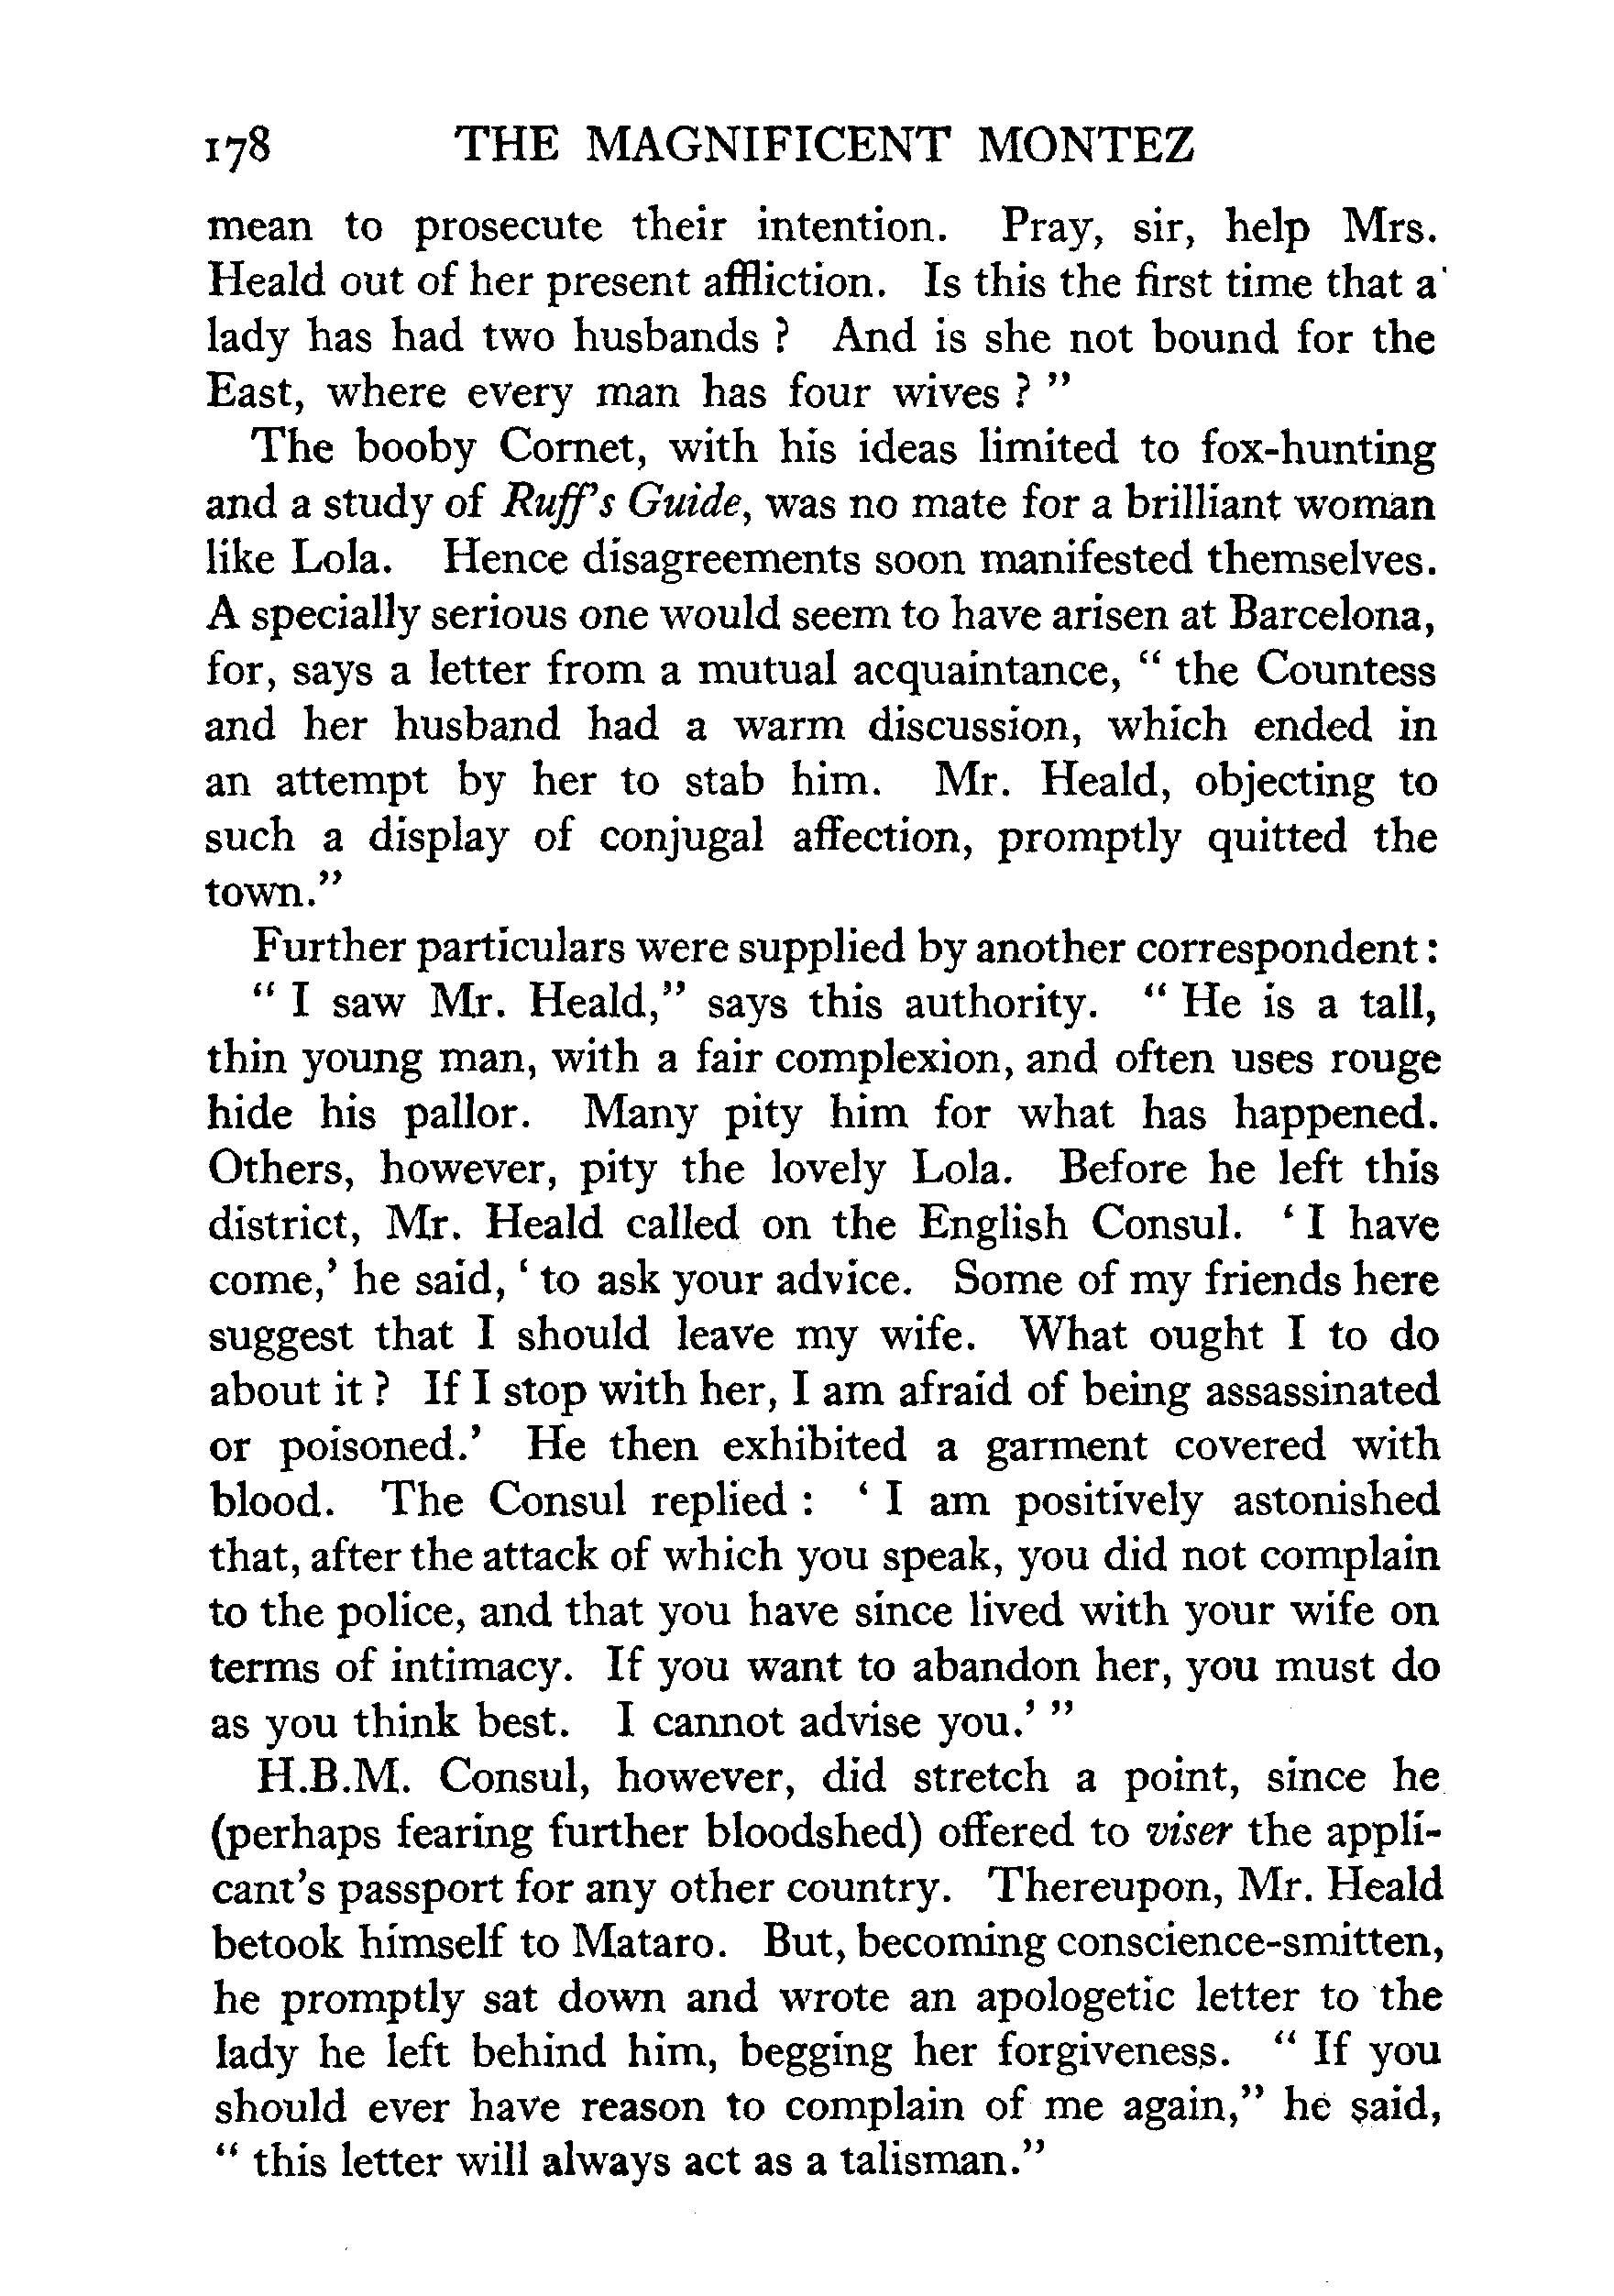 178 THE MAGNIFICENT MONTEZ
mean to prosecute their intention. Pray, sir, help Mrs.
Heald out of her present affliction. Is this the first time that a
lady has had two husbands ? And is she not bound for the
East, where every man has four wives ? "
The booby Cornet, with his ideas limited to fox-hunting
and a study of Ruff's Guide, was no mate for a brilliant woman
like Lola. Hence disagreements soon manifested themselves.
A specially serious one would seem to have arisen at Barcelona,
for, says a letter from a mutual acquaintance, " the Countess
and her husband had a warm discussion, which ended in
an attempt by her to stab him. Mr. Heald, objecting to
such a display of conjugal affection, promptly quitted the
town."
Further particulars were supplied by another correspondent :
" I saw Mr. Heald," says this authority. " He is a tall,
thin young man, with a fair complexion, and often uses rouge
hide his pallor. Many pity him for what has happened.
Others, however, pity the lovely Lola. Before he left this
district, Mr. Heald called on the English Consul. ' I have
come,' he said, ' to ask your advice. Some of my friends here
suggest that I should leave my wife. What ought I to do
about it ? If I stop with her, I am afraid of being assassinated
or poisoned.' He then exhibited a garment covered with
blood. The Consul replied : ' I am positively astonished
that, after the attack of which you speak, you did not complain
to the police, and that you have since lived with your wife on
terms of intimacy. If you want to abandon her, you must do
as you think best. I cannot advise you.' "
H.B.M. Consul, however, did stretch a point, since he
(perhaps fearing further bloodshed) offered to viser the appli-
cant's passport for any other country. Thereupon, Mr. Heald
betook himself to Mataro. But, becoming conscience-smitten,
he promptly sat down and wrote an apologetic letter to the
lady he left behind him, begging her forgiveness. " If you
should ever have reason to complain of me again," he said,
" this letter will always act as a talisman."